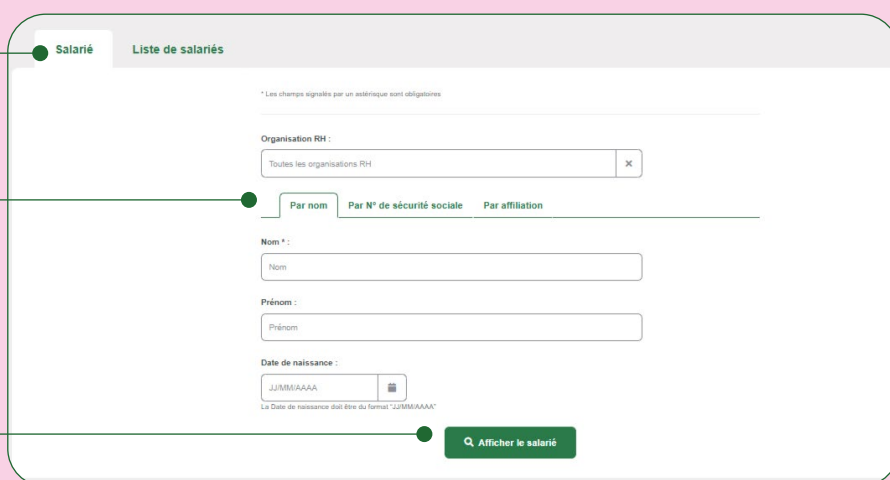 Salarié Liste de salariés
* Les champs signalés par un astérisque sont obligatoires
Organisation RH :
Toutes les organisations RH
Par nom Par N° de sécurité sociale Par affiliation
Nom * :
Nom
Prénom :
Prénom
Date de naissance :
JJ/MM/AAAA
La Date de naissance doit être du format "JJ/MM/AAAA"
Afficher le salarié